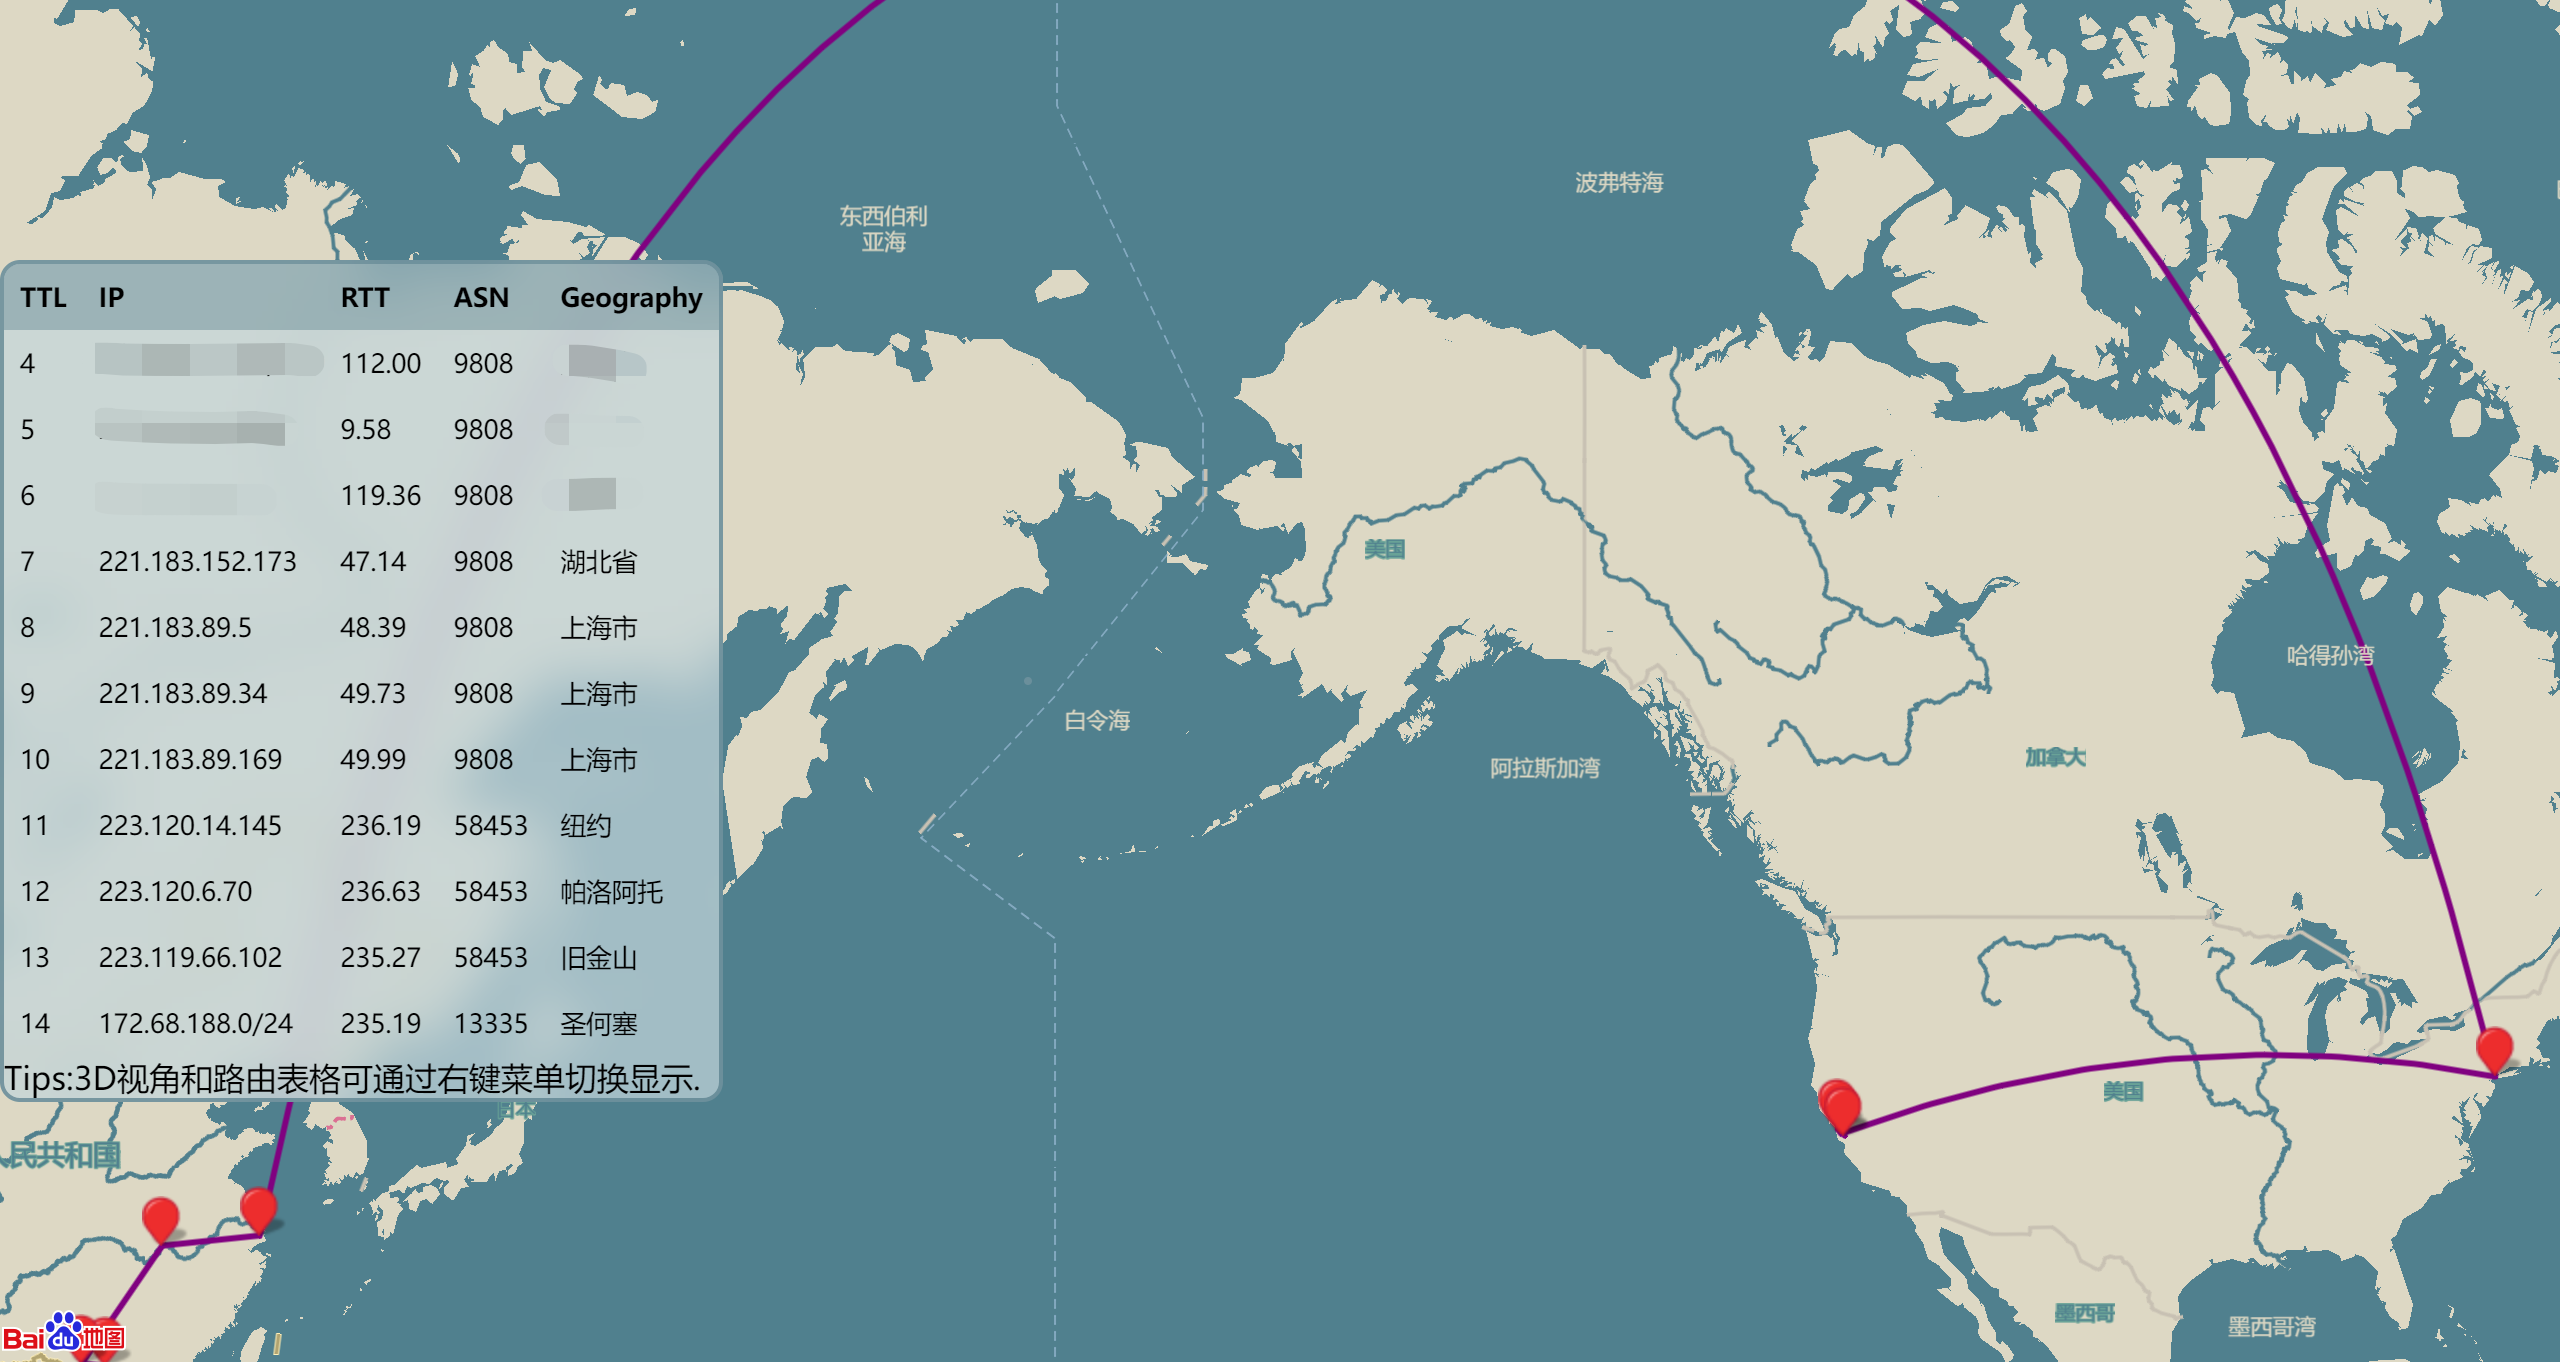 波弗特海
东西伯利
亚海
TTL IP RTT ASN Geography
4 112.00 9808
5 9.58 9808
6 119.36 9808
7 221.183.152.173 47.14 9808 湖北省
8 221.183.89.5 48.39 9808 上海市
9 221.183.89.34 49.73 9808 上海市
10 221.183.89.169 49.99 9808 上海市
11 223.120.14.145 236.19 58453 纽约
12 223.120.6.70 236.63 58453 帕洛阿托
13 223.119.66.102 235.27 58453 旧金山
14 172.68.188.0/24 235.19 13335 圣何塞
Tips:3D视角和路由表格可通过右键菜单切换显示.
美国
哈得孙湾
白令海
加拿大
阿拉斯加湾
美国
日本
民共和国
墨西哥
墨西哥湾
Bai du 地图